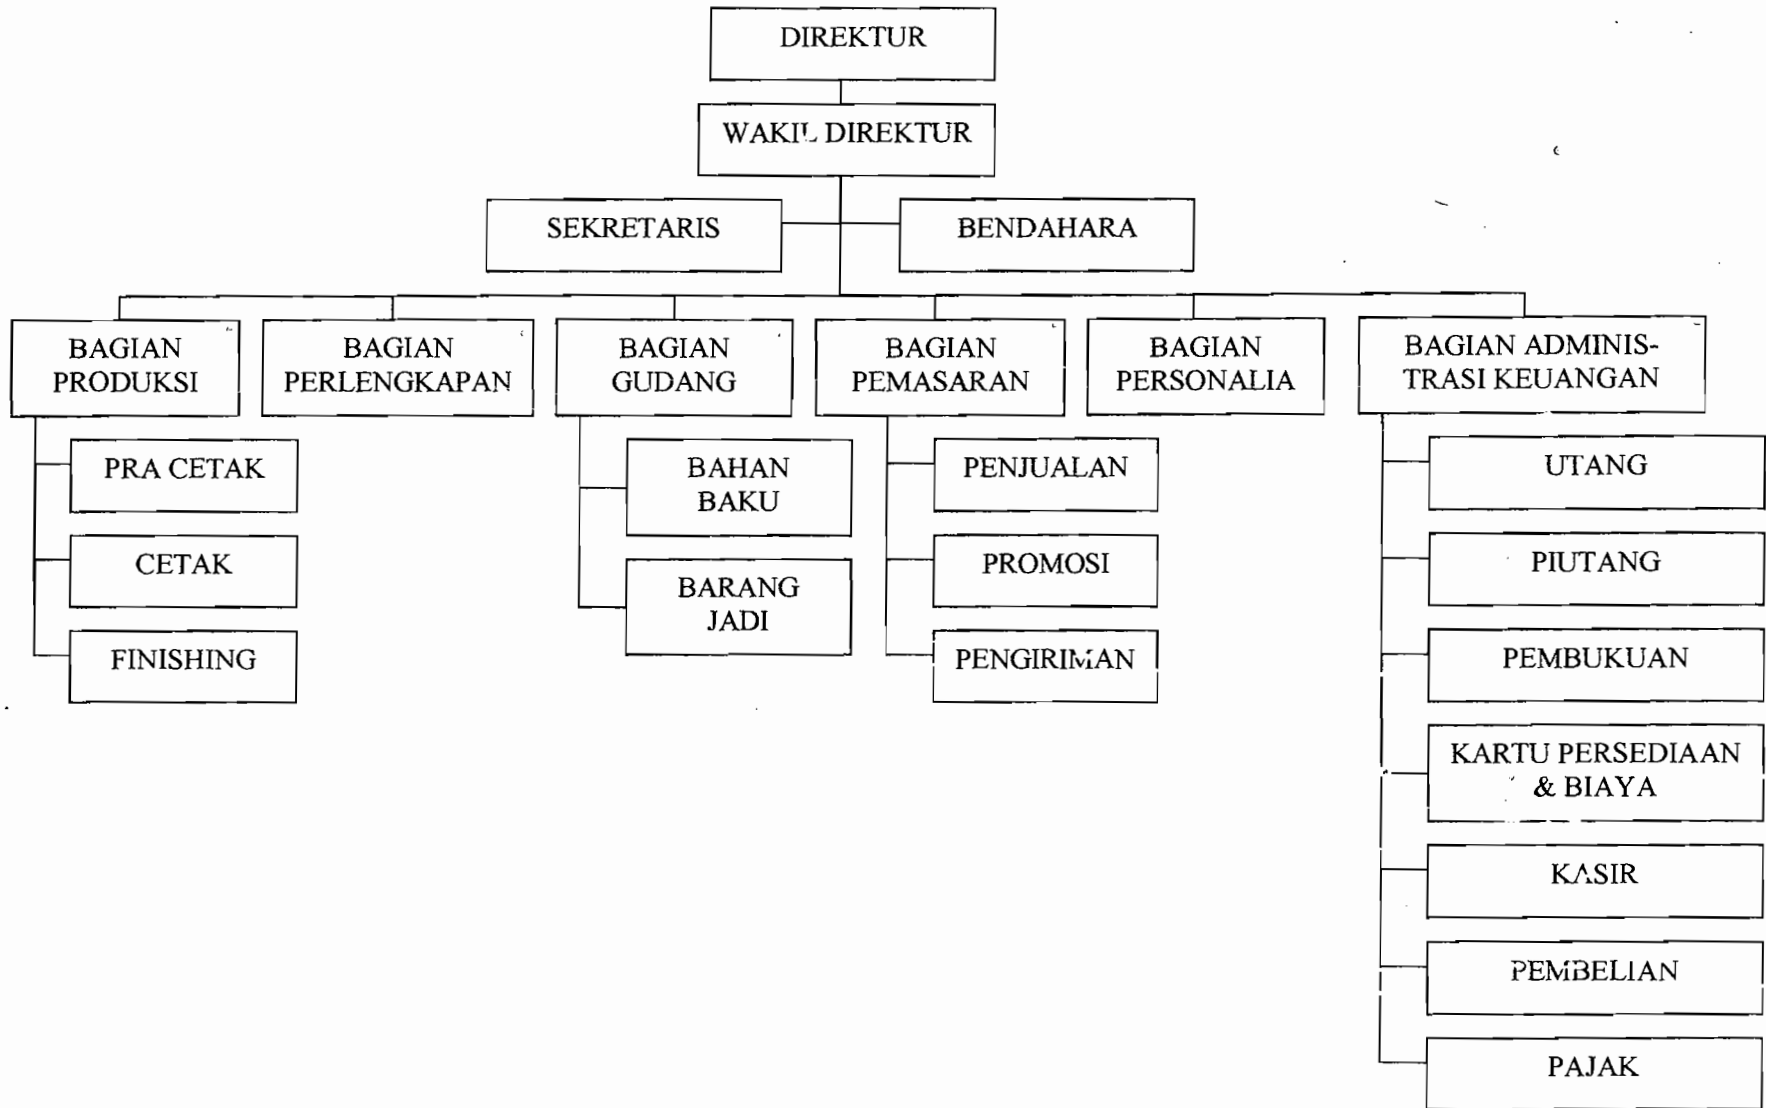 DIREKTUR
WAKIL DIREKTUR
SEKRETARIS
BENDAHARA
BAGIAN
PRODUKSI
BAGIAN
PERLENGKAPAN
BAGIAN
GUDANG
BAGIAN
PEMASARAN
BAGIAN
PERSONALIA
BAGIAN ADMINIS-
TRASI KEUANGAN
PRA CETAK
CETAK
FINISHING
BAHAN
BAKU
BARANG
JADI
PENJUALAN
PROMOSI
PENGIRIMAN
UTANG
PIUTANG
PEMBUKUAN
KARTU PERSEDIAAN
& BIAYA
KASIR
PEMBELIAN
PAJAK